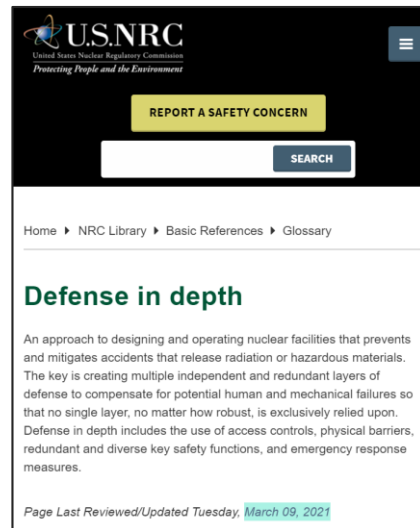 U.S.NRC
United States Nuclear Regulatory Commission
Protecting People and the Environment
REPORT A SAFETY CONCERN
SEARCH
Home ▶ NRC Library ▶ Basic References ▶ Glossary
Defense in depth
An approach to designing and operating nuclear facilities that prevents
and mitigates accidents that release radiation or hazardous materials.
The key is creating multiple independent and redundant layers of
defense to compensate for potential human and mechanical failures so
that no single layer, no matter how robust, is exclusively relied upon.
Defense in depth includes the use of access controls, physical barriers,
redundant and diverse key safety functions, and emergency response
measures.
Page Last Reviewed/Updated Tuesday, March 09, 2021